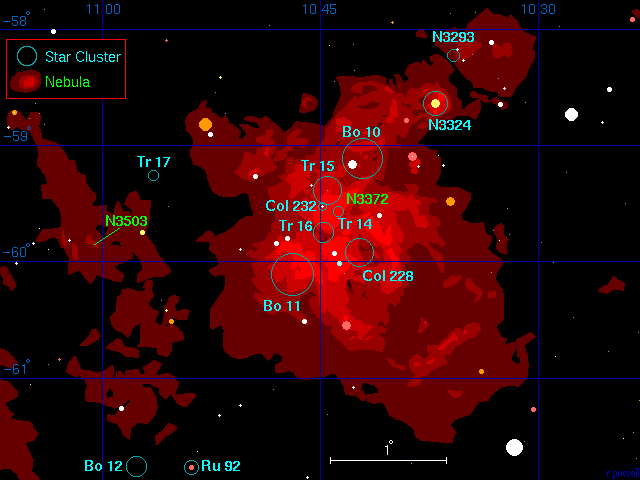 11 00
10 45
10 30
-58°
Star Cluster
Nebula
N3293
N3324
-59°
Bo 10
Tr 17
Tr 15
N3372
Col 232
N3503
Tr 16
Tr 14
-60°
Col 228
Bo 11
-61°
1°
Bo 12
Ru 92
cpowell